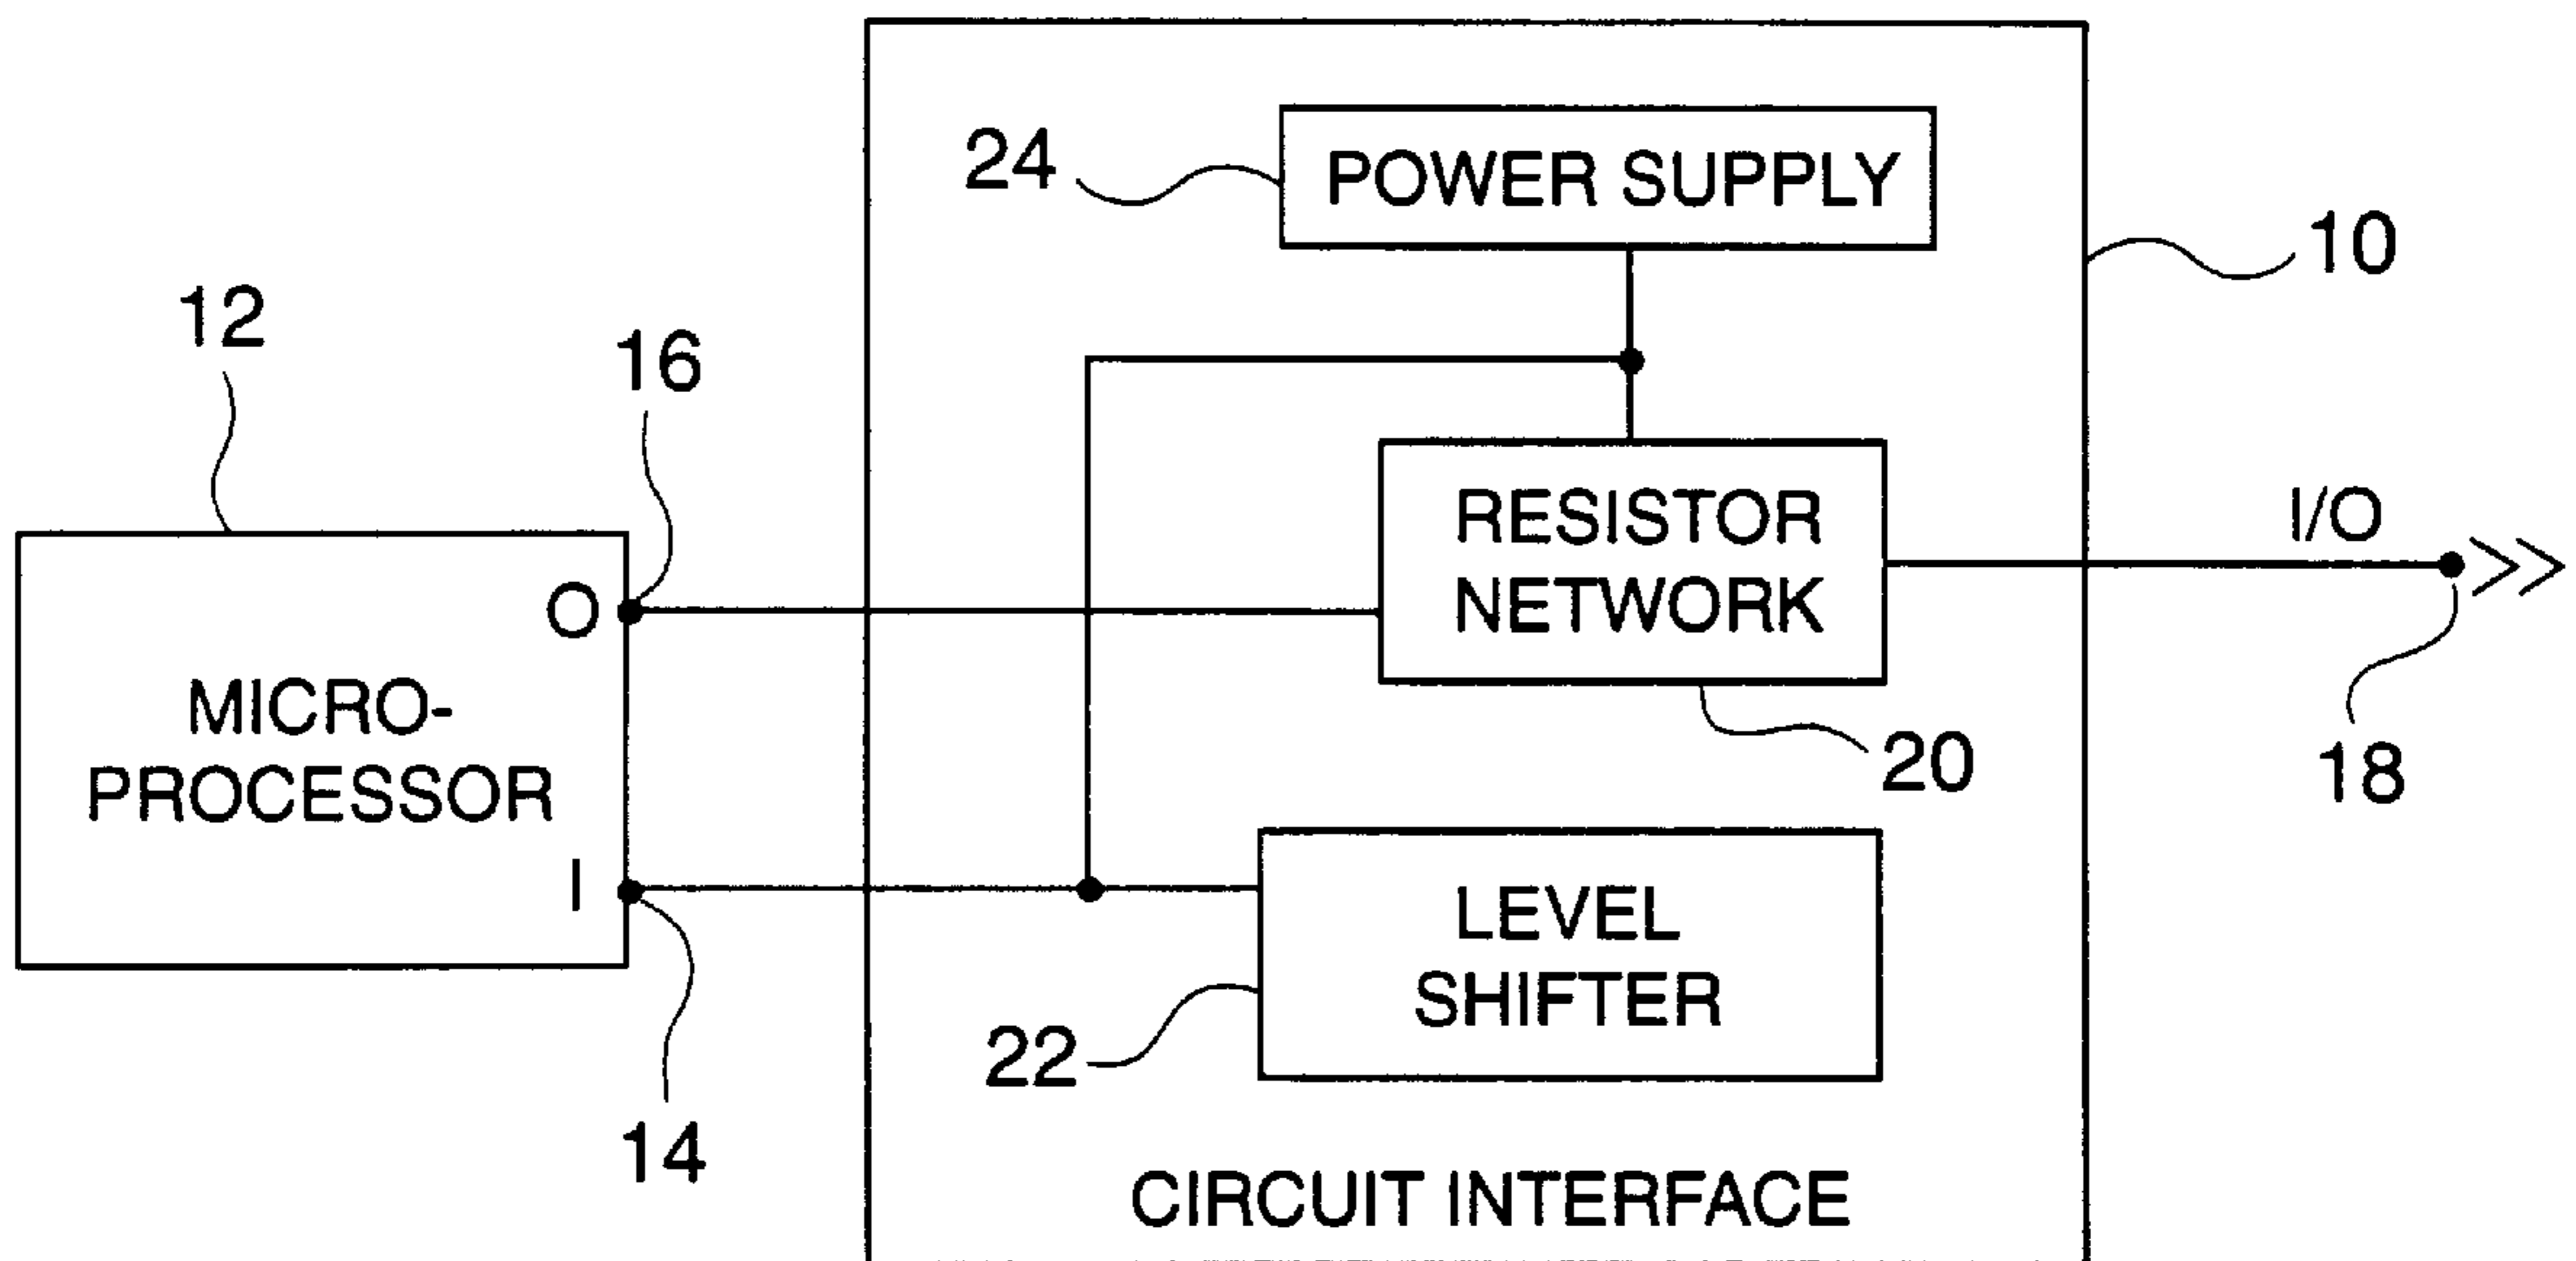 24
POWER SUPPLY
10
12
16
RESISTOR
NETWORK
I/O
O
MICRO-
PROCESSOR
I
20
18
LEVEL
SHIFTER
22
14
CIRCUIT INTERFACE